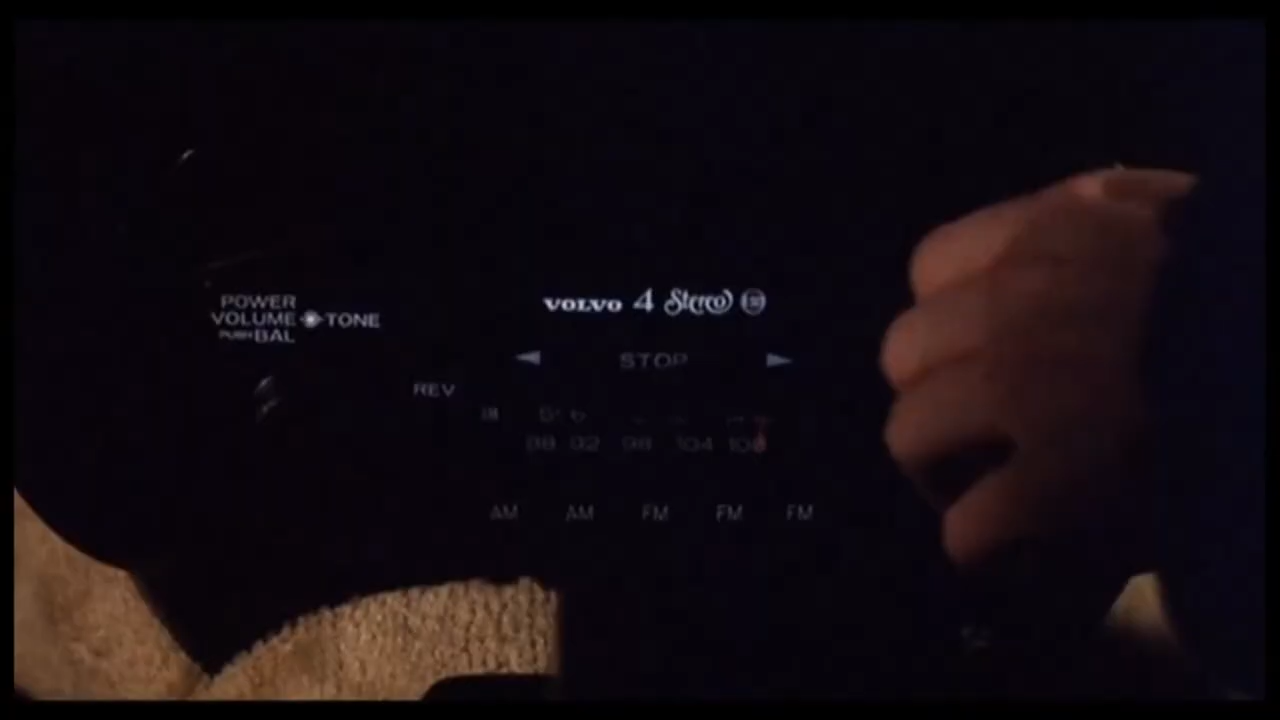 POWER
VOLUME TONE
PUSH BAL
VOLVO 4 Stereo
STOP
REV
88 92 98 104 108
AM AM FM FM FM